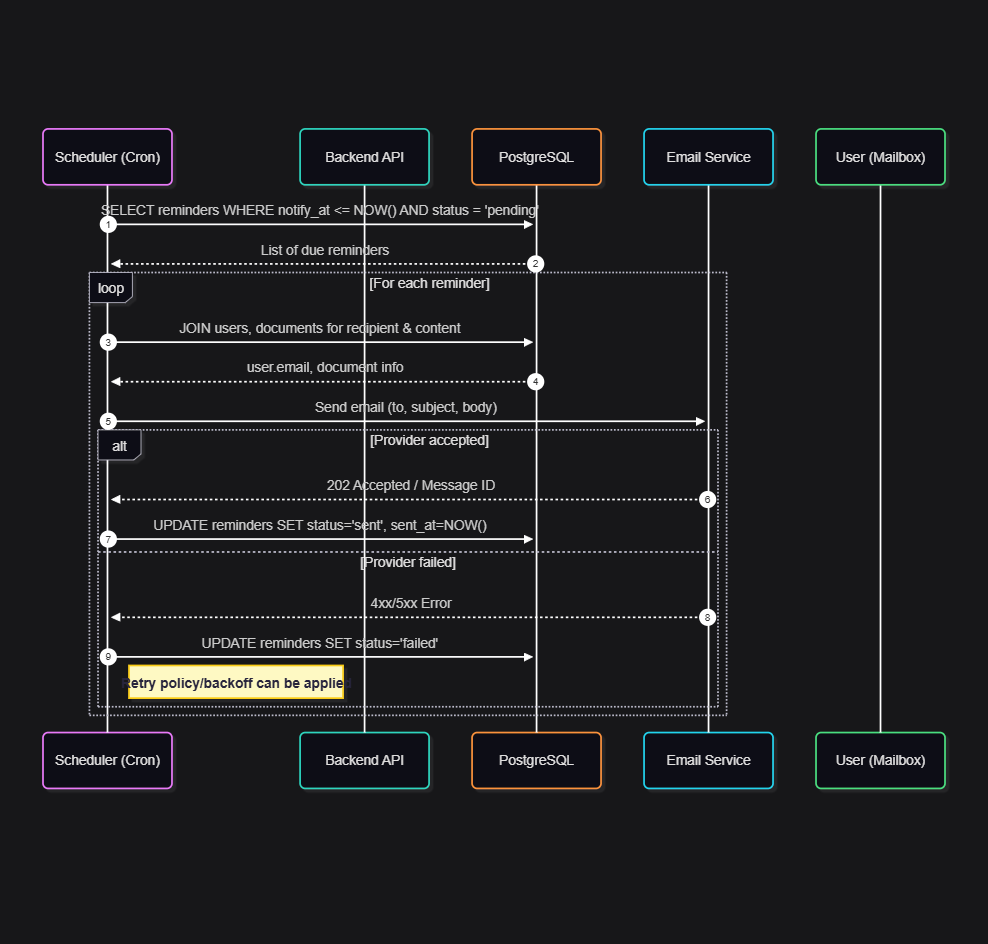 Scheduler (Cron)
Backend API
PostgreSQL
Email Service
User (Mailbox)
SELECT reminders WHERE notify_at <= NOW() AND status = 'pending'
1
List of due reminders
2
loop
[For each reminder]
JOIN users, documents for recipient & content
3
user.email, document info
4
Send email (to, subject, body)
5
alt
[Provider accepted]
202 Accepted / Message ID
6
UPDATE reminders SET status='sent', sent_at=NOW()
7
[Provider failed]
4xx/5xx Error
8
UPDATE reminders SET status='failed'
9
Retry policy/backoff can be applied
Scheduler (Cron)
Backend API
PostgreSQL
Email Service
User (Mailbox)